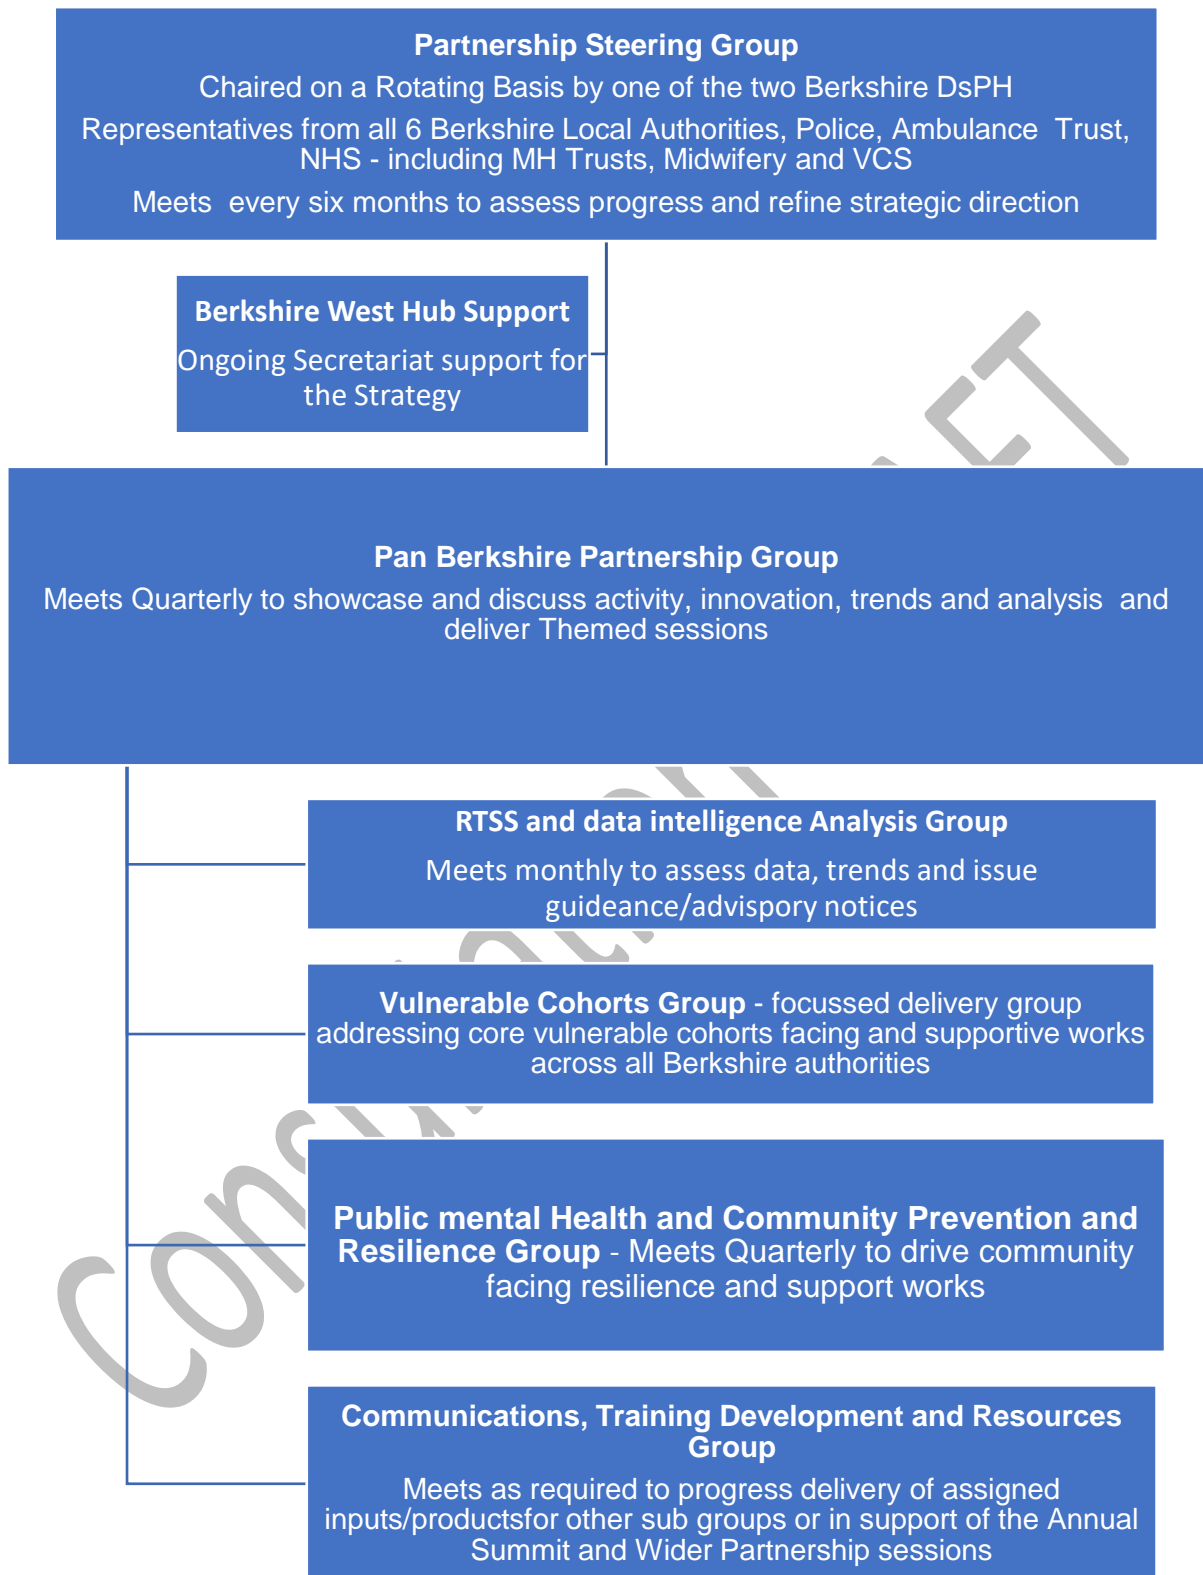 Partnership Steering Group
Chaired on a Rotating Basis by one of the two Berkshire DsPH
Representatives from all 6 Berkshire Local Authorities, Police, Ambulance Trust,
NHS - including MH Trusts, Midwifery and VCS
Meets every six months to assess progress and refine strategic direction
Berkshire West Hub Support
Ongoing Secretariat support for
the Strategy
Pan Berkshire Partnership Group
Meets Quarterly to showcase and discuss activity, innovation, trends and analysis and
deliver Themed sessions
RTSS and data intelligence Analysis Group
Meets monthly to assess data, trends and issue
guideance/advispory notices
Vulnerable Cohorts Group - focussed delivery group
addressing core vulnerable cohorts facing and supportive works
across all Berkshire authorities
Public mental Health and Community Prevention and
Resilience Group - Meets Quarterly to drive community
facing resilience and support works
Communications, Training Development and Resources
Group
Meets as required to progress delivery of assigned
inputs/productsfor other sub groups or in support of the Annual
Summit and Wider Partnership sessions